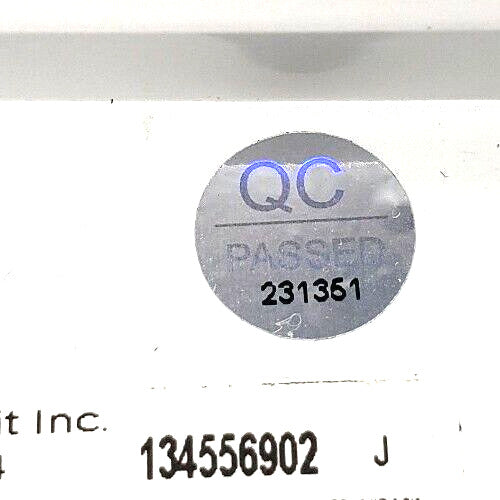 QC
PASSED
231351
it Inc.
134556902 J